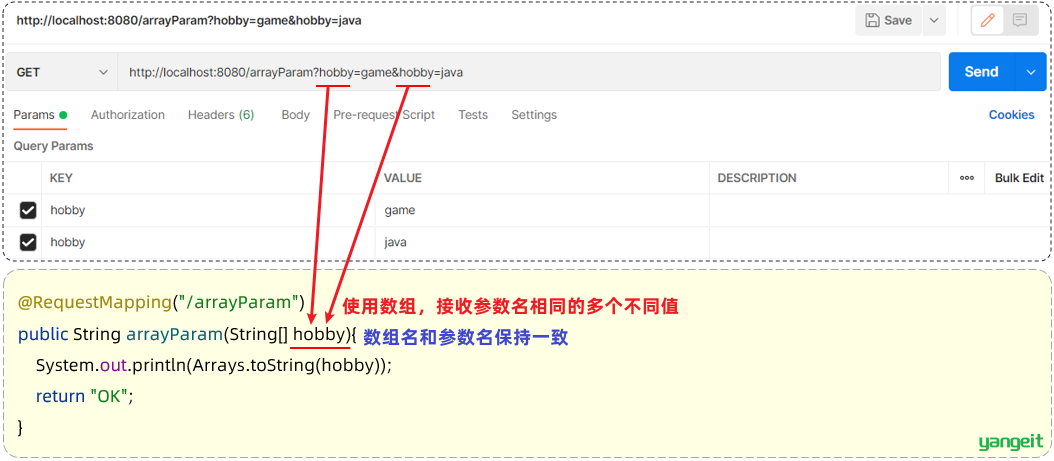 http://localhost:8080/arrayParam?hobby=game&hobby=java
Save
GET
http://localhost:8080/arrayParam?hobby=game&hobby=java
Send
Params
Authorization
Headers (6)
Body
Pre-request Script
Tests
Settings
Cookies
Query Params
KEY
VALUE
DESCRIPTION
Bulk Edit
hobby
game
hobby
java
@RequestMapping("/arrayParam")
使用数组，接收参数名相同的多个不同值
public String arrayParam(String[] hobby){
数组名和参数名保持一致
System.out.println(Arrays.toString(hobby));
return "OK";
}
yangeit